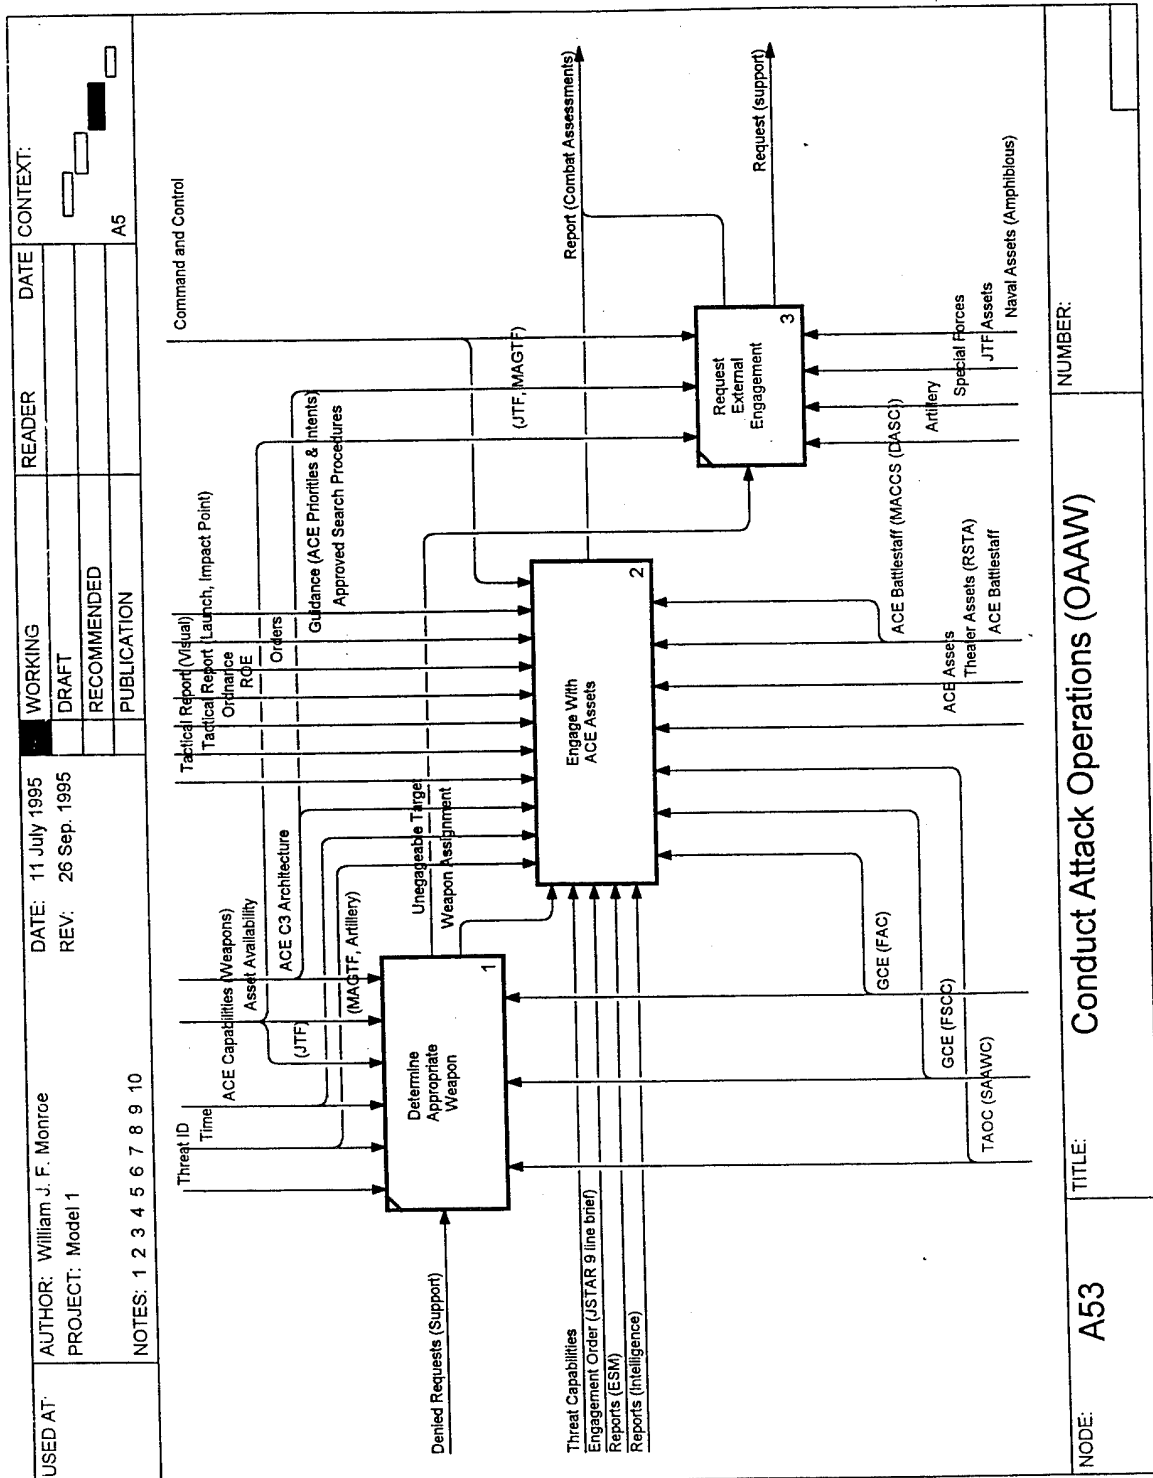 USED AT:
AUTHOR: William J. F. Monroe
PROJECT: Model 1
NOTES: 1 2 3 4 5 6 7 8 9 10
DATE: 11 July 1995
REV: 26 Sep. 1995
WORKING
DRAFT
RECOMMENDED
PUBLICATION
READER
DATE
CONTEXT:
A5
Threat ID
Time
ACE Capabilities (Weapons)
Asset Availability
(JTF)
ACE C3 Architecture
(MAGTF, Artillery)
Tactical Report (Visual)
Tactical Report (Launch, Impact Point)
Ordnance
ROE
Orders
Guidance (ACE Priorities & Intents)
Approved Search Procedures
Command and Control
(JTF, MAGTF)
Denied Requests (Support)
Determine
Appropriate
Weapon
1
Unegageable Target
Weapon Assignment
Threat Capabilities
Engagement Order (JSTAR 9 line brief)
Reports (ESM)
Reports (Intelligence)
Engage With
ACE Assets
2
Request
External
Engagement
3
Report (Combat Assessments)
Request (support)
TAOC (SAAWC)
GCE (FSCC)
GCE (FAC)
ACE Assets
Theater Assets (RSTA)
ACE Battlestaff
ACE Battlestaff (MACCS (DASC))
Artillery
Special Forces
JTF Assets
Naval Assets (Amphibious)
NODE:
A53
TITLE:
Conduct Attack Operations (OAAW)
NUMBER: